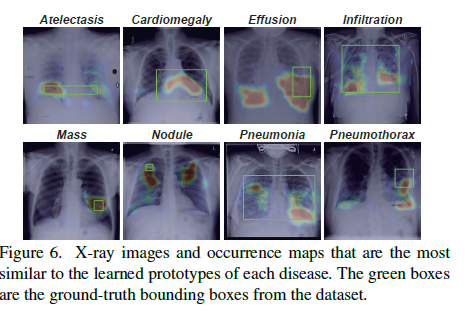 Atelectasis Cardiomegaly Effusion Infiltration
Mass Nodule Pneumonia Pneumothorax
Figure 6. X-ray images and occurrence maps that are the most
similar to the learned prototypes of each disease. The green boxes
are the ground-truth bounding boxes from the dataset.